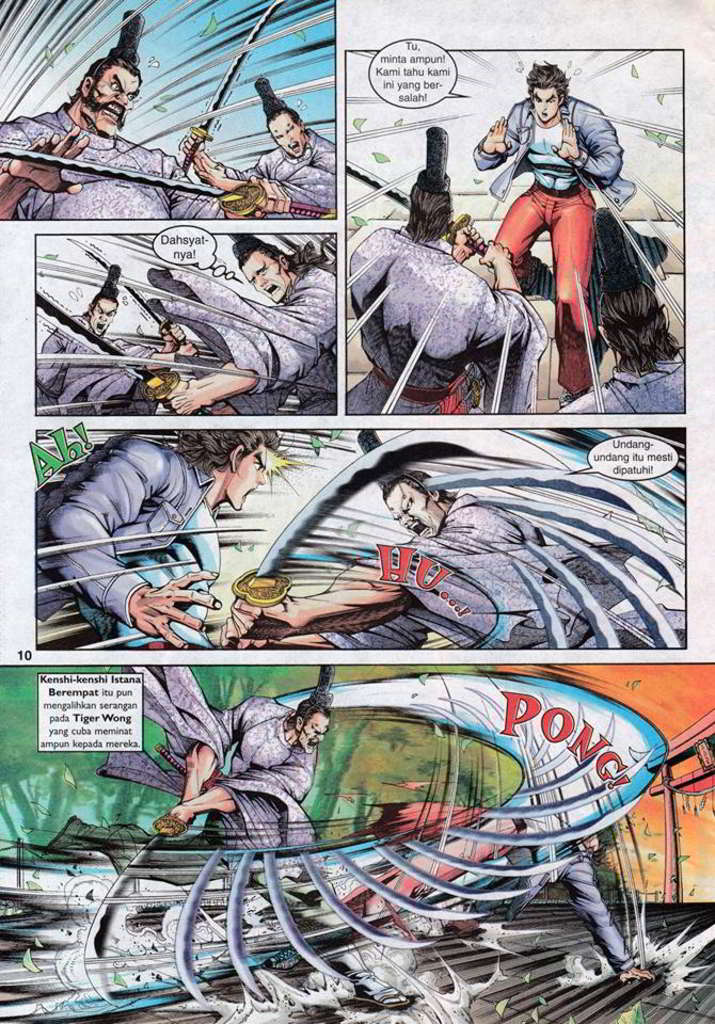 Tu,
minta ampun!
Kami tahu kami
ini yang ber-
salah!
Dahsyat-
nya!
Ah!
Undang-
undang itu mesti
dipatuhi!
HU...!
10
Kenshi-kenshi Istana
Berempat itu pun
mengalihkan serangan
pada Tiger Wong
yang cuba meminat
ampun kepada mereka.
PONG!